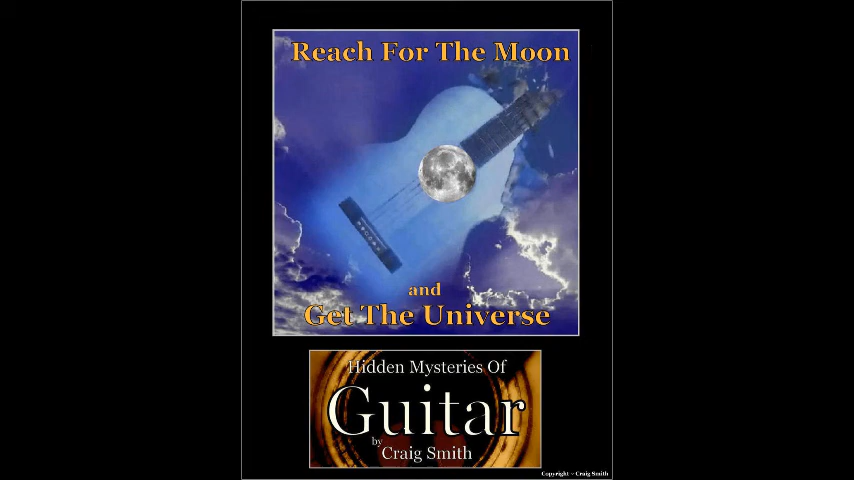 Reach For The Moon
and
Get The Universe
Hidden Mysteries Of
Guitar
by
Craig Smith
Copyright ~ Craig Smith